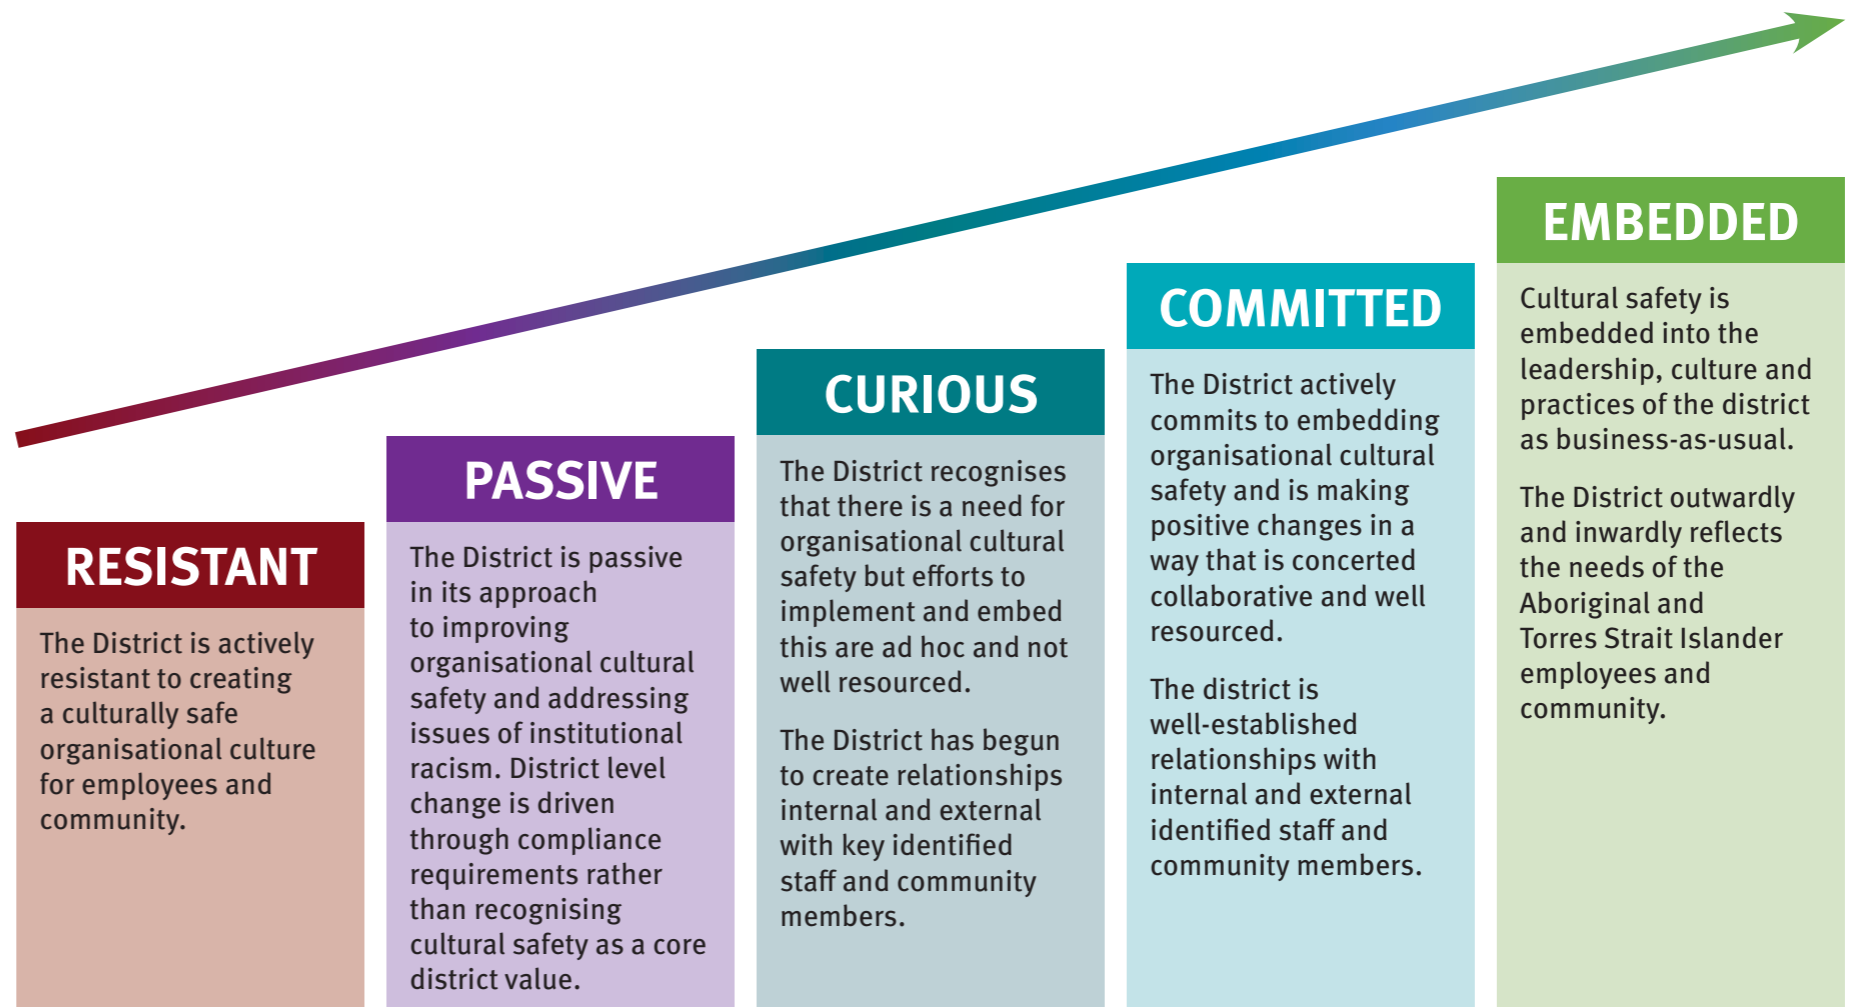 RESISTANT
The District is actively
resistant to creating
a culturally safe
organisational culture
for employees and
community.
PASSIVE
The District is passive
in its approach
to improving
organisational cultural
safety and addressing
issues of institutional
racism. District level
change is driven
through compliance
requirements rather
than recognising
cultural safety as a core
district value.
CURIOUS
The District recognises
that there is a need for
organisational cultural
safety but efforts to
implement and embed
this are ad hoc and not
well resourced.
The District has begun
to create relationships
internal and external
with key identified
staff and community
members.
COMMITTED
The District actively
commits to embedding
organisational cultural
safety and is making
positive changes in a
way that is concerted
collaborative and well
resourced.
The district is
well-established
relationships with
internal and external
identified staff and
community members.
EMBEDDED
Cultural safety is
embedded into the
leadership, culture and
practices of the district
as business-as-usual.
The District outwardly
and inwardly reflects
the needs of the
Aboriginal and
Torres Strait Islander
employees and
community.